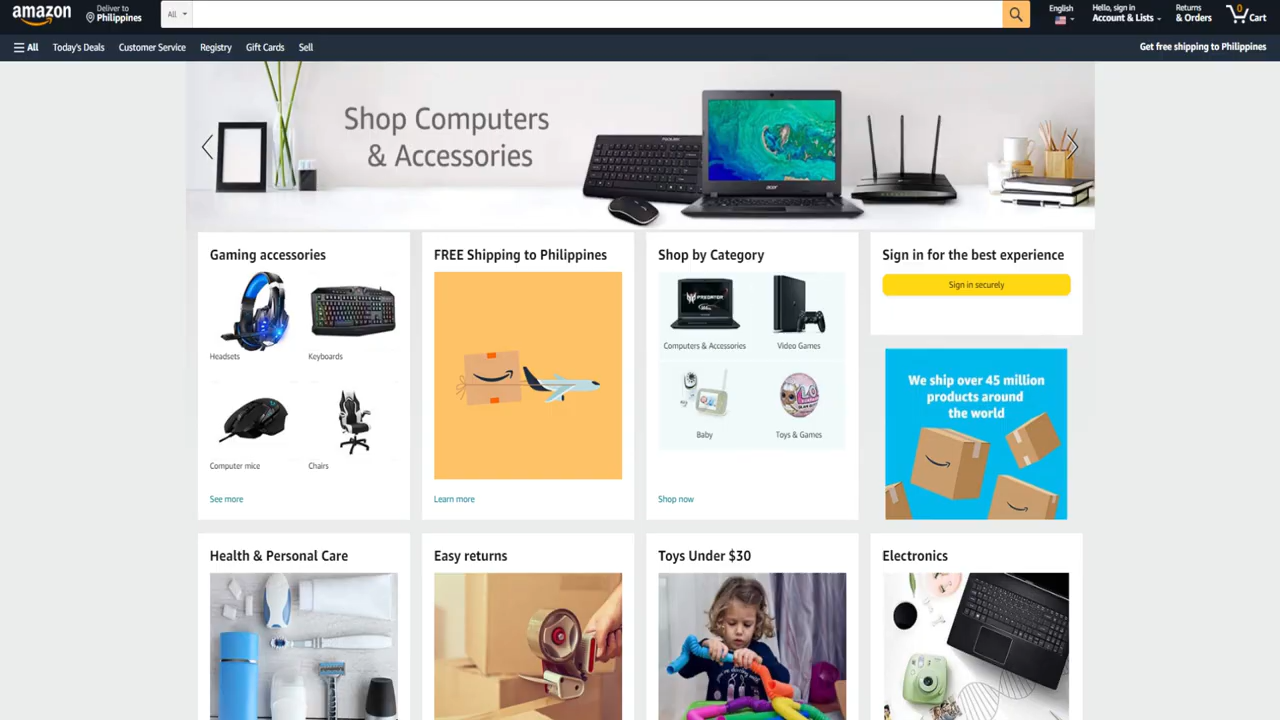 amazon
Deliver to
Philippines
All
English
Hello, sign in
Account & Lists
Returns
& Orders
0
Cart
All
Today's Deals
Customer Service
Registry
Gift Cards
Sell
Get free shipping to Philippines
Shop Computers
& Accessories
acer
Gaming accessories
Headsets
Keyboards
Computer mice
Chairs
See more
FREE Shipping to Philippines
Learn more
Shop by Category
PREDATOR
Computers & Accessories
Video Games
Baby
Toys & Games
Shop now
Sign in for the best experience
Sign in securely
We ship over 45 million
products around
the world
Health & Personal Care
Easy returns
Toys Under $30
Electronics